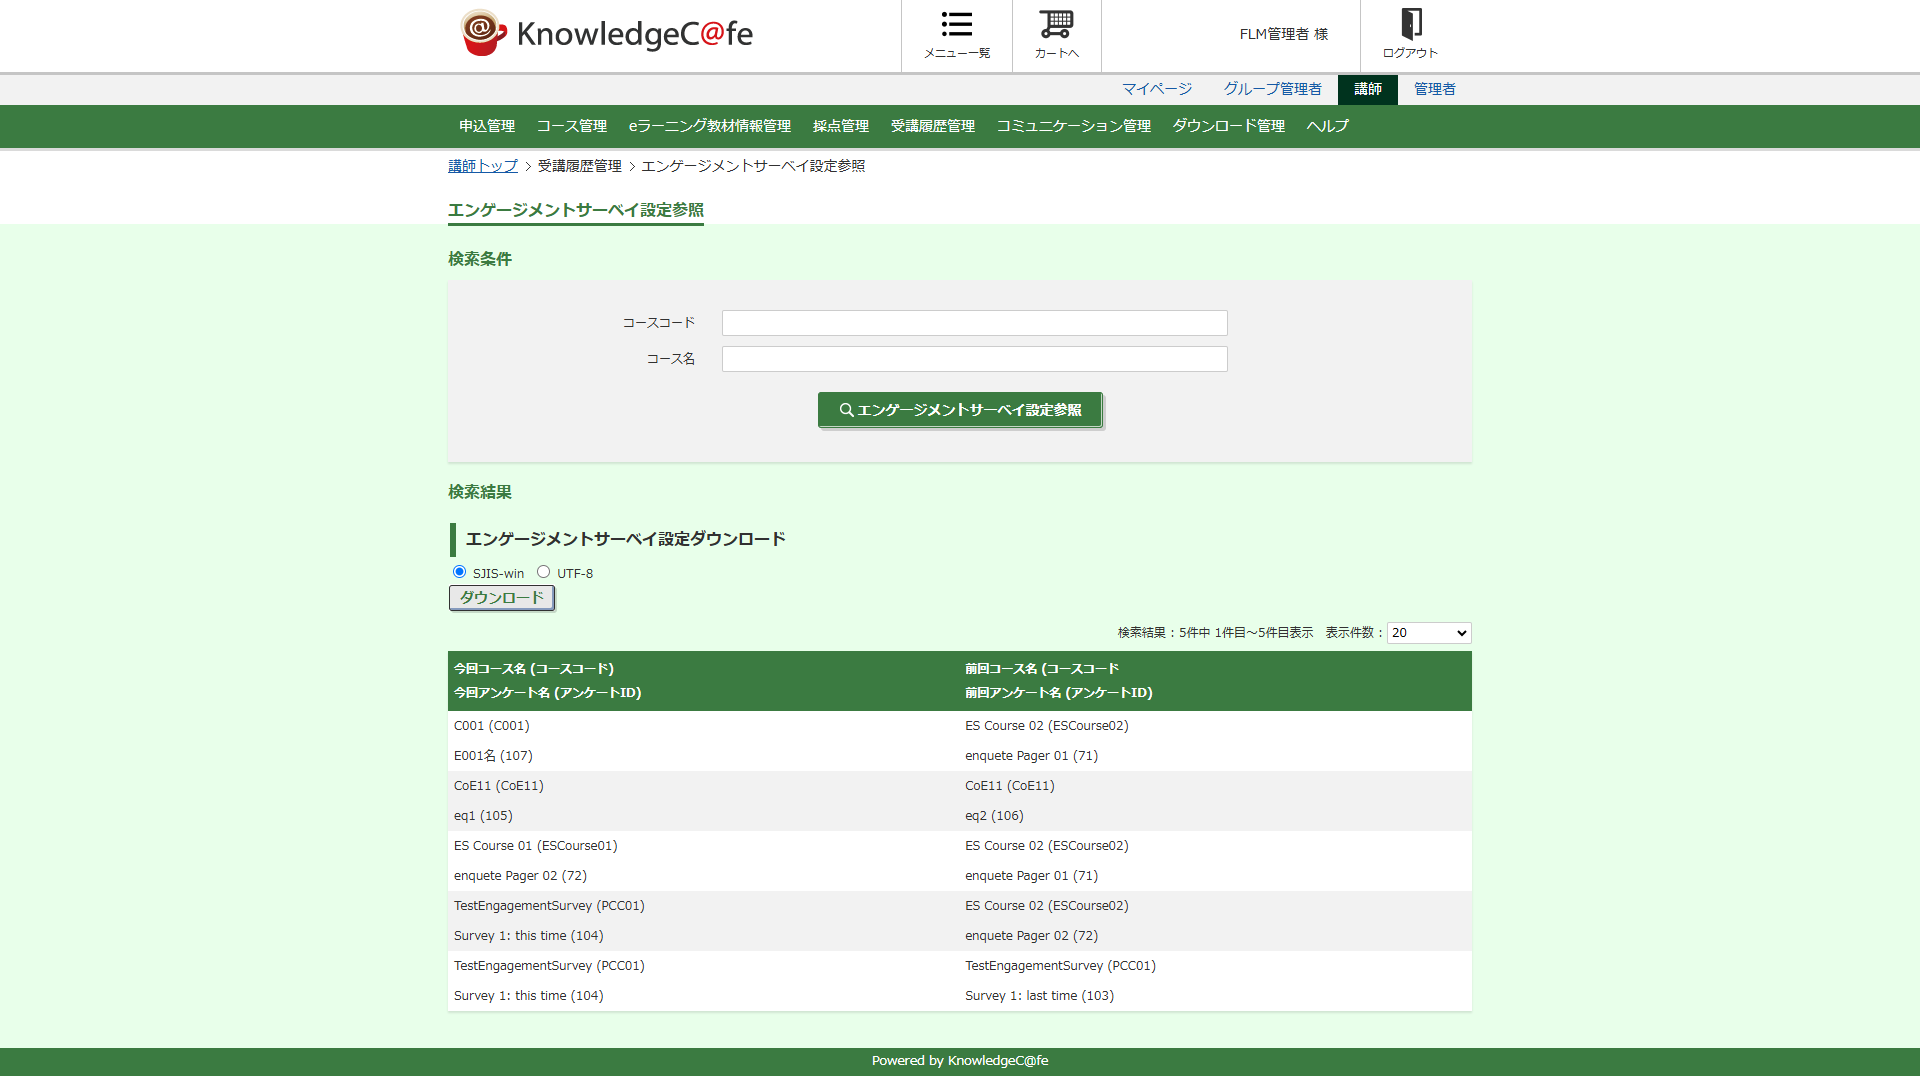 KnowledgeC@fe
メニュー一覧
カートへ
FLM管理者 様
ログアウト
マイページ グループ管理者 講師 管理者
申込管理 コース管理 eラーニング教材情報管理 採点管理 受講履歴管理 コミュニケーション管理 ダウンロード管理 ヘルプ
講師トップ > 受講履歴管理 > エンゲージメントサーベイ設定参照
エンゲージメントサーベイ設定参照
検索条件
コースコード
コース名
エンゲージメントサーベイ設定参照
検索結果
エンゲージメントサーベイ設定ダウンロード
SJIS-win UTF-8
ダウンロード
検索結果：5件中 1件目～5件目表示 表示件数： 20
今回コース名 (コースコード) 前回コース名 (コースコード
今回アンケート名 (アンケートID) 前回アンケート名 (アンケートID)
C001 (C001) ES Course 02 (ESCourse02)
E001名 (107) enquete Pager 01 (71)
CoE11 (CoE11) CoE11 (CoE11)
eq1 (105) eq2 (106)
ES Course 01 (ESCourse01) ES Course 02 (ESCourse02)
enquete Pager 02 (72) enquete Pager 01 (71)
TestEngagementSurvey (PCC01) ES Course 02 (ESCourse02)
Survey 1: this time (104) enquete Pager 02 (72)
TestEngagementSurvey (PCC01) TestEngagementSurvey (PCC01)
Survey 1: this time (104) Survey 1: last time (103)
Powered by KnowledgeC@fe